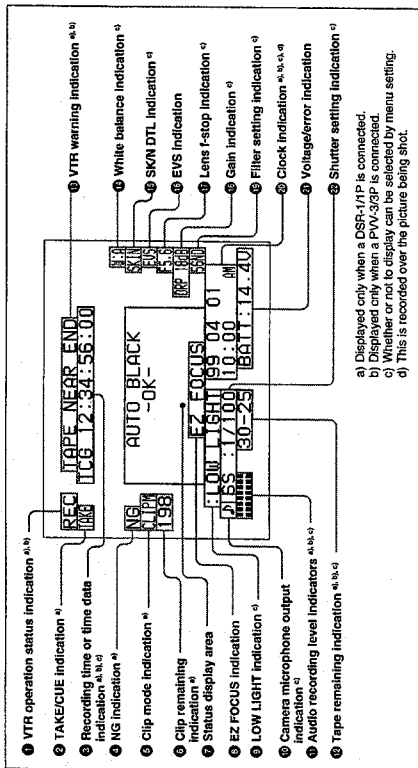 ❶ VTR operation status indication a), b)
❷ TAKE/CUE indication a)
❸ Recording time or time data
indication a), b), c)
❹ NG indication a)
❺ Clip mode indication a)
❻ Clip remaining
indication a)
❼ Status display area
❽ EZ FOCUS indication
❾ LOW LIGHT indication c)
❿ Camera microphone output
indication c)
⓫ Audio recording level indicators a), b), c)
⓬ Tape remaining indication a), b), c)
REC
TAKE
TAPE NEAR END
TCG 12:34:56:00
NG
CLIPM
198
AUTO BLACK
-OK-
EZ FOCUS
:LOW LIGHT
99 04 01
♪ SS :1/100
10:00 AM
30-25
BATT:14.4V
W:A
SKIN
EVS
F5.6
DRP 18dB
5600
⓭ VTR warning indication a), b)
⓮ White balance indication c)
⓯ SK/N DTL indication c)
⓰ EVS indication
⓱ Lens f-stop indication c)
⓲ Gain indication c)
⓳ Filter setting indication c)
⓴ Clock indication a), b), c), d)
㉑ Voltage/error indication
㉒ Shutter setting indication c)
a) Displayed only when a DSR-1/1P is connected.
b) Displayed only when a PVV-3/3P is connected.
c) Whether or not to display can be selected by menu setting.
d) This is recorded over the picture being shot.